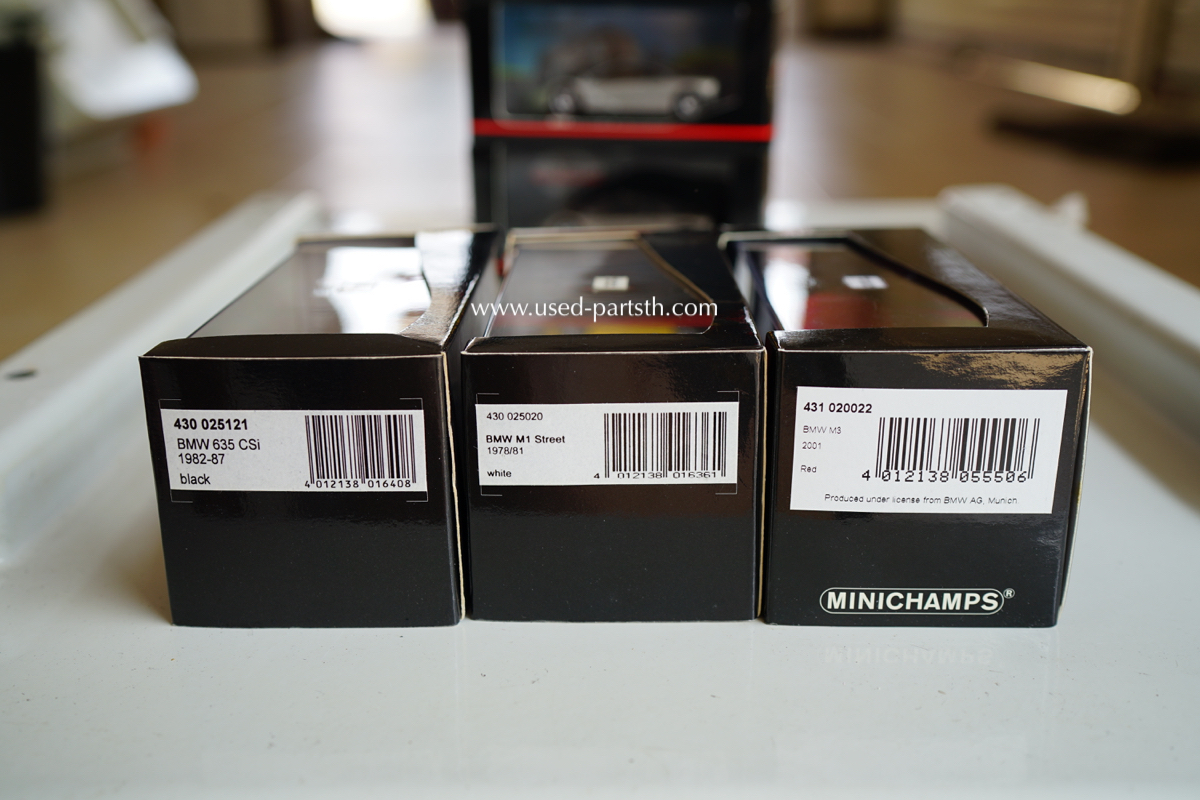 www.used-partsth.com
430 025121
BMW 635 CSi
1982-87
black
4 012138 016408
430 025020
BMW M1 Street
1978/81
white
4 012138 016361
431 020022
BMW M3
2001
Red
4 012138 055506
Produced under license from BMW AG, Munich.
MINICHAMPS®